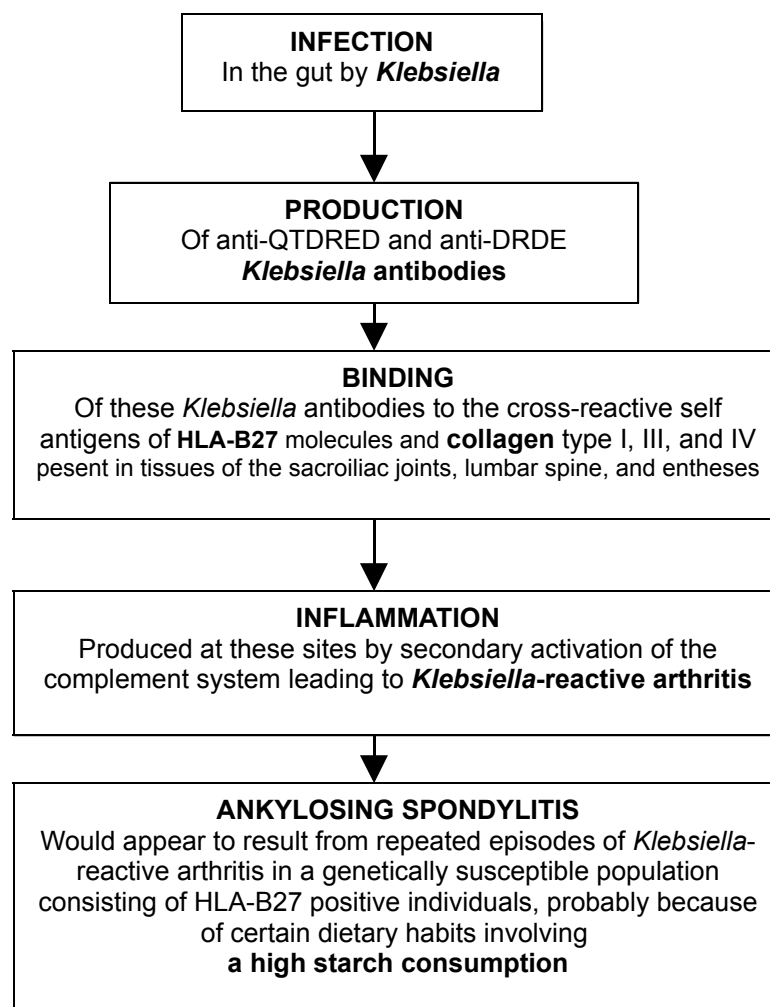 INFECTION
In the gut by Klebsiella
PRODUCTION
Of anti-QTDRED and anti-DRDE
Klebsiella antibodies
BINDING
Of these Klebsiella antibodies to the cross-reactive self
antigens of HLA-B27 molecules and collagen type I, III, and IV
pesent in tissues of the sacroiliac joints, lumbar spine, and entheses
INFLAMMATION
Produced at these sites by secondary activation of the
complement system leading to Klebsiella-reactive arthritis
ANKYLOSING SPONDYLITIS
Would appear to result from repeated episodes of Klebsiella-
reactive arthritis in a genetically susceptible population
consisting of HLA-B27 positive individuals, probably because
of certain dietary habits involving
a high starch consumption